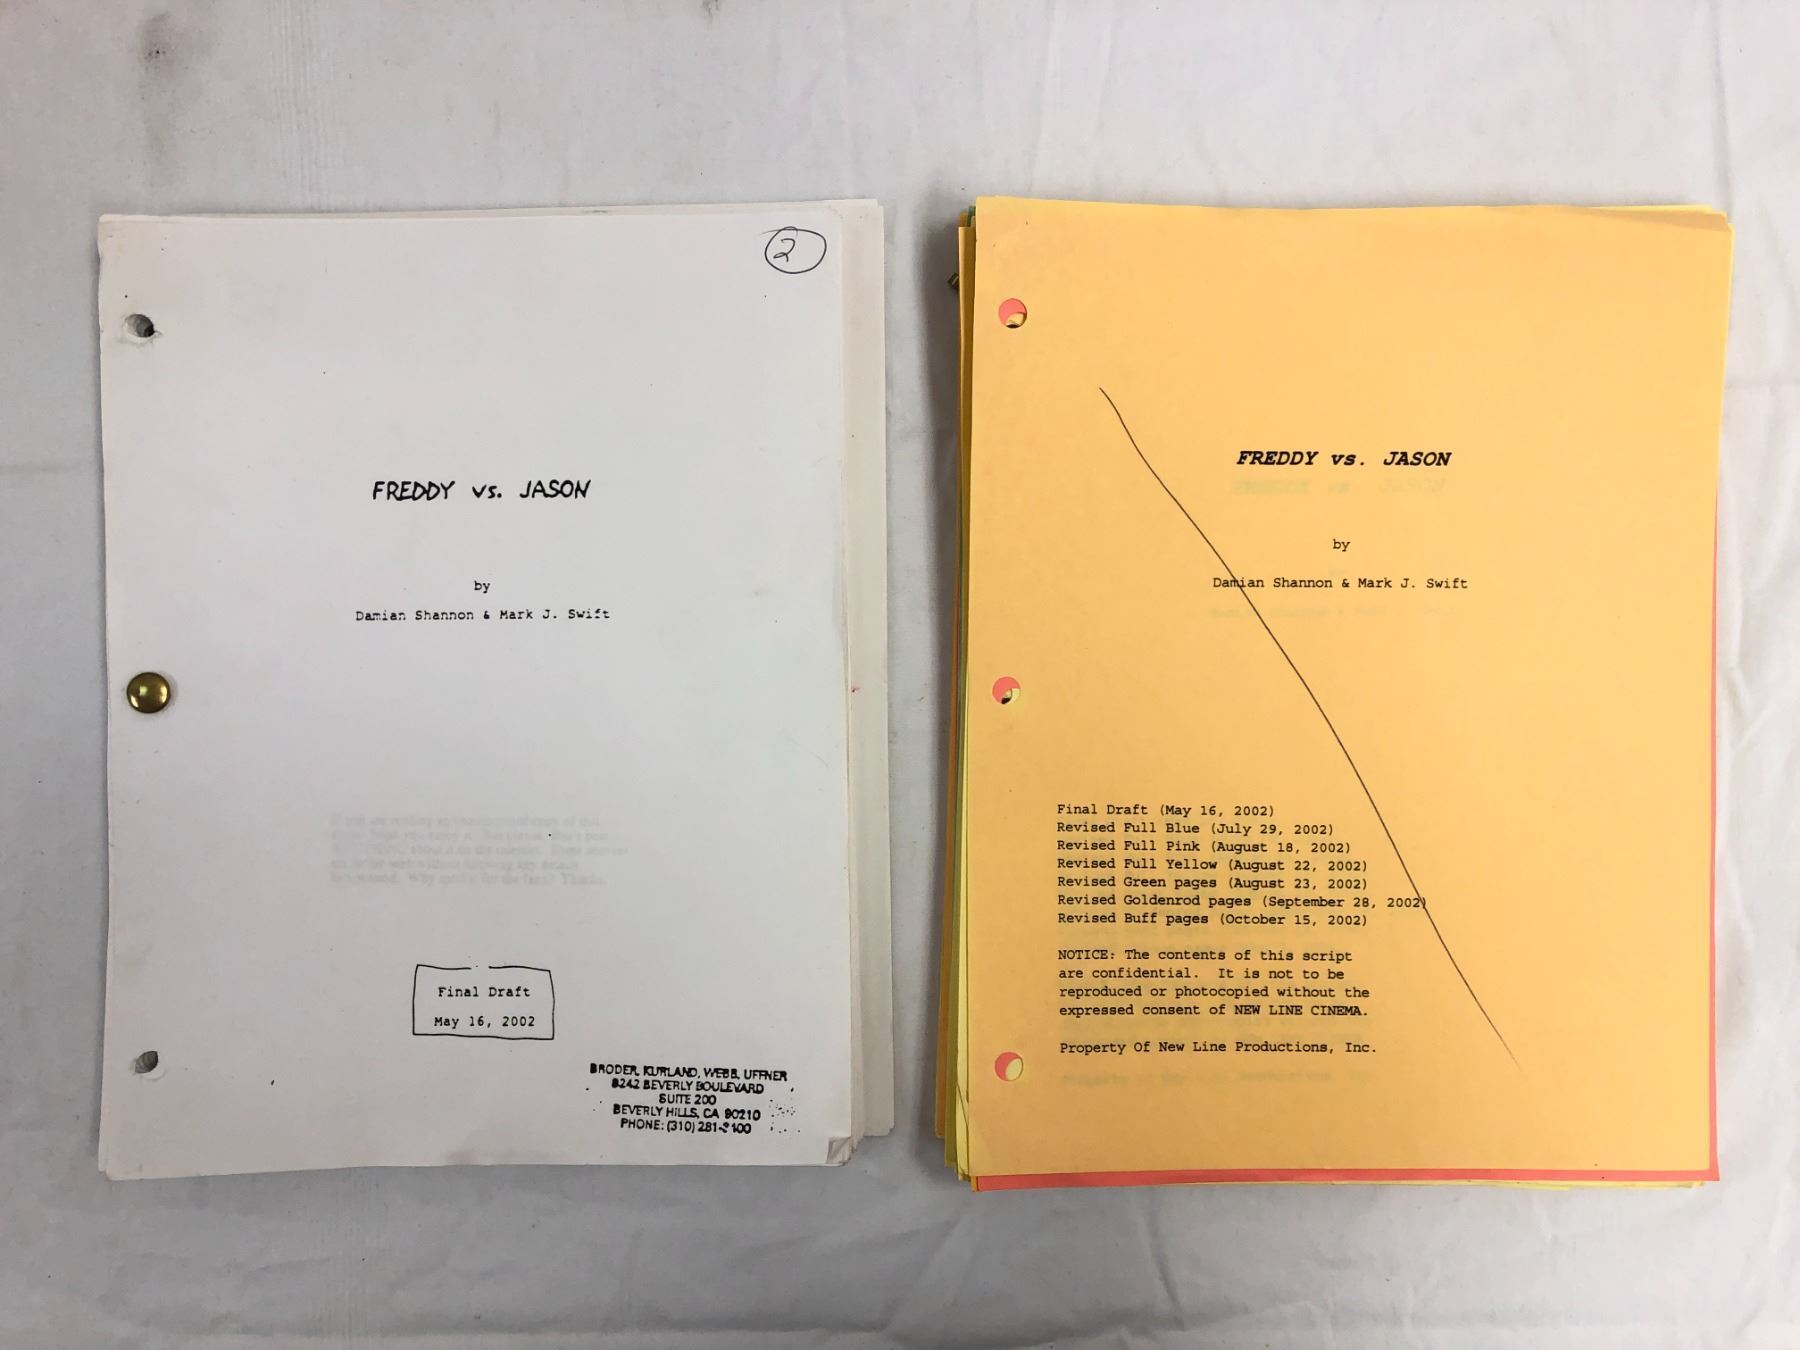 2
FREDDY vs. JASON
by
Damian Shannon & Mark J. Swift
Final Draft
May 16, 2002
BRODER, KURLAND, WEBB, UFFNER
8242 BEVERLY BOULEVARD
SUITE 200
BEVERLY HILLS, CA 90210
PHONE: (310) 281-3400
FREDDY vs. JASON
by
Damian Shannon & Mark J. Swift
Final Draft (May 16, 2002)
Revised Full Blue (July 29, 2002)
Revised Full Pink (August 18, 2002)
Revised Full Yellow (August 22, 2002)
Revised Green pages (August 23, 2002)
Revised Goldenrod pages (September 28, 2002)
Revised Buff pages (October 15, 2002)
NOTICE: The contents of this script
are confidential. It is not to be
reproduced or photocopied without the
expressed consent of NEW LINE CINEMA.
Property Of New Line Productions, Inc.